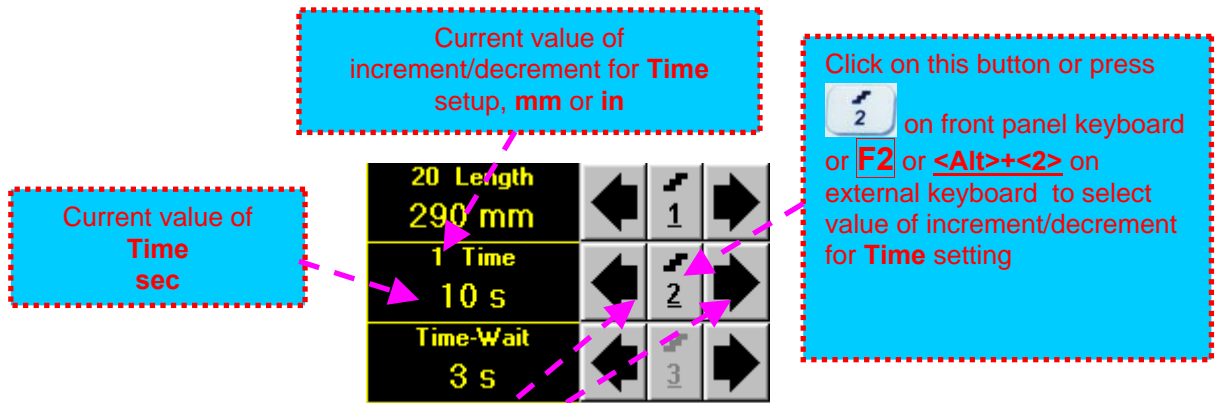 Current value of
increment/decrement for Time
setup, mm or in
Click on this button or press
2 on front panel keyboard
or F2 or <Alt>+<2> on
external keyboard to select
value of increment/decrement
for Time setting
Current value of
Time
sec
20 Length
290 mm
1
1 Time
10 s
2
Time-Wait
3 s
3